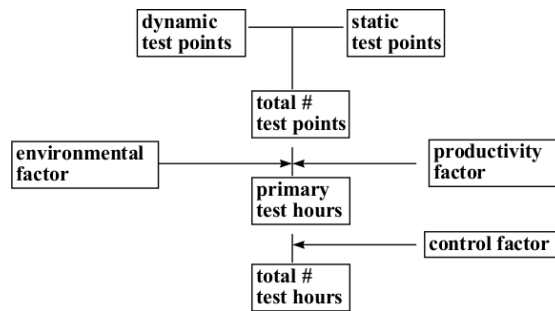 dynamic
test points
static
test points
total #
test points
environmental
factor
productivity
factor
primary
test hours
control factor
total #
test hours